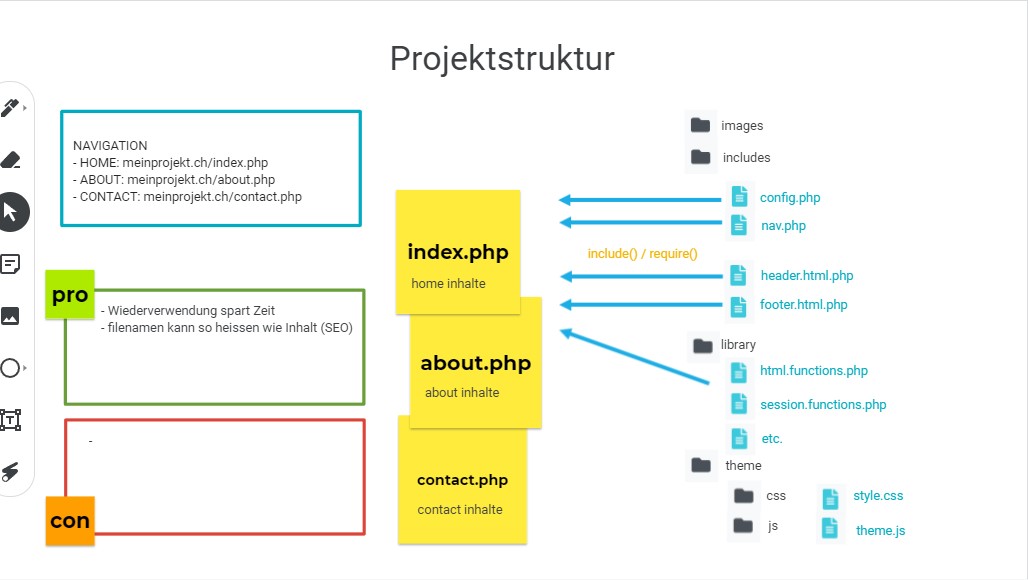 Projektstruktur
NAVIGATION
- HOME: meinprojekt.ch/index.php
- ABOUT: meinprojekt.ch/about.php
- CONTACT: meinprojekt.ch/contact.php
pro
- Wiederverwendung spart Zeit
- filenamen kann so heissen wie Inhalt (SEO)
-
con
index.php
home inhalte
about.php
about inhalte
contact.php
contact inhalte
include() / require()
images
includes
config.php
nav.php
header.html.php
footer.html.php
library
html.functions.php
session.functions.php
etc.
theme
css
style.css
js
theme.js